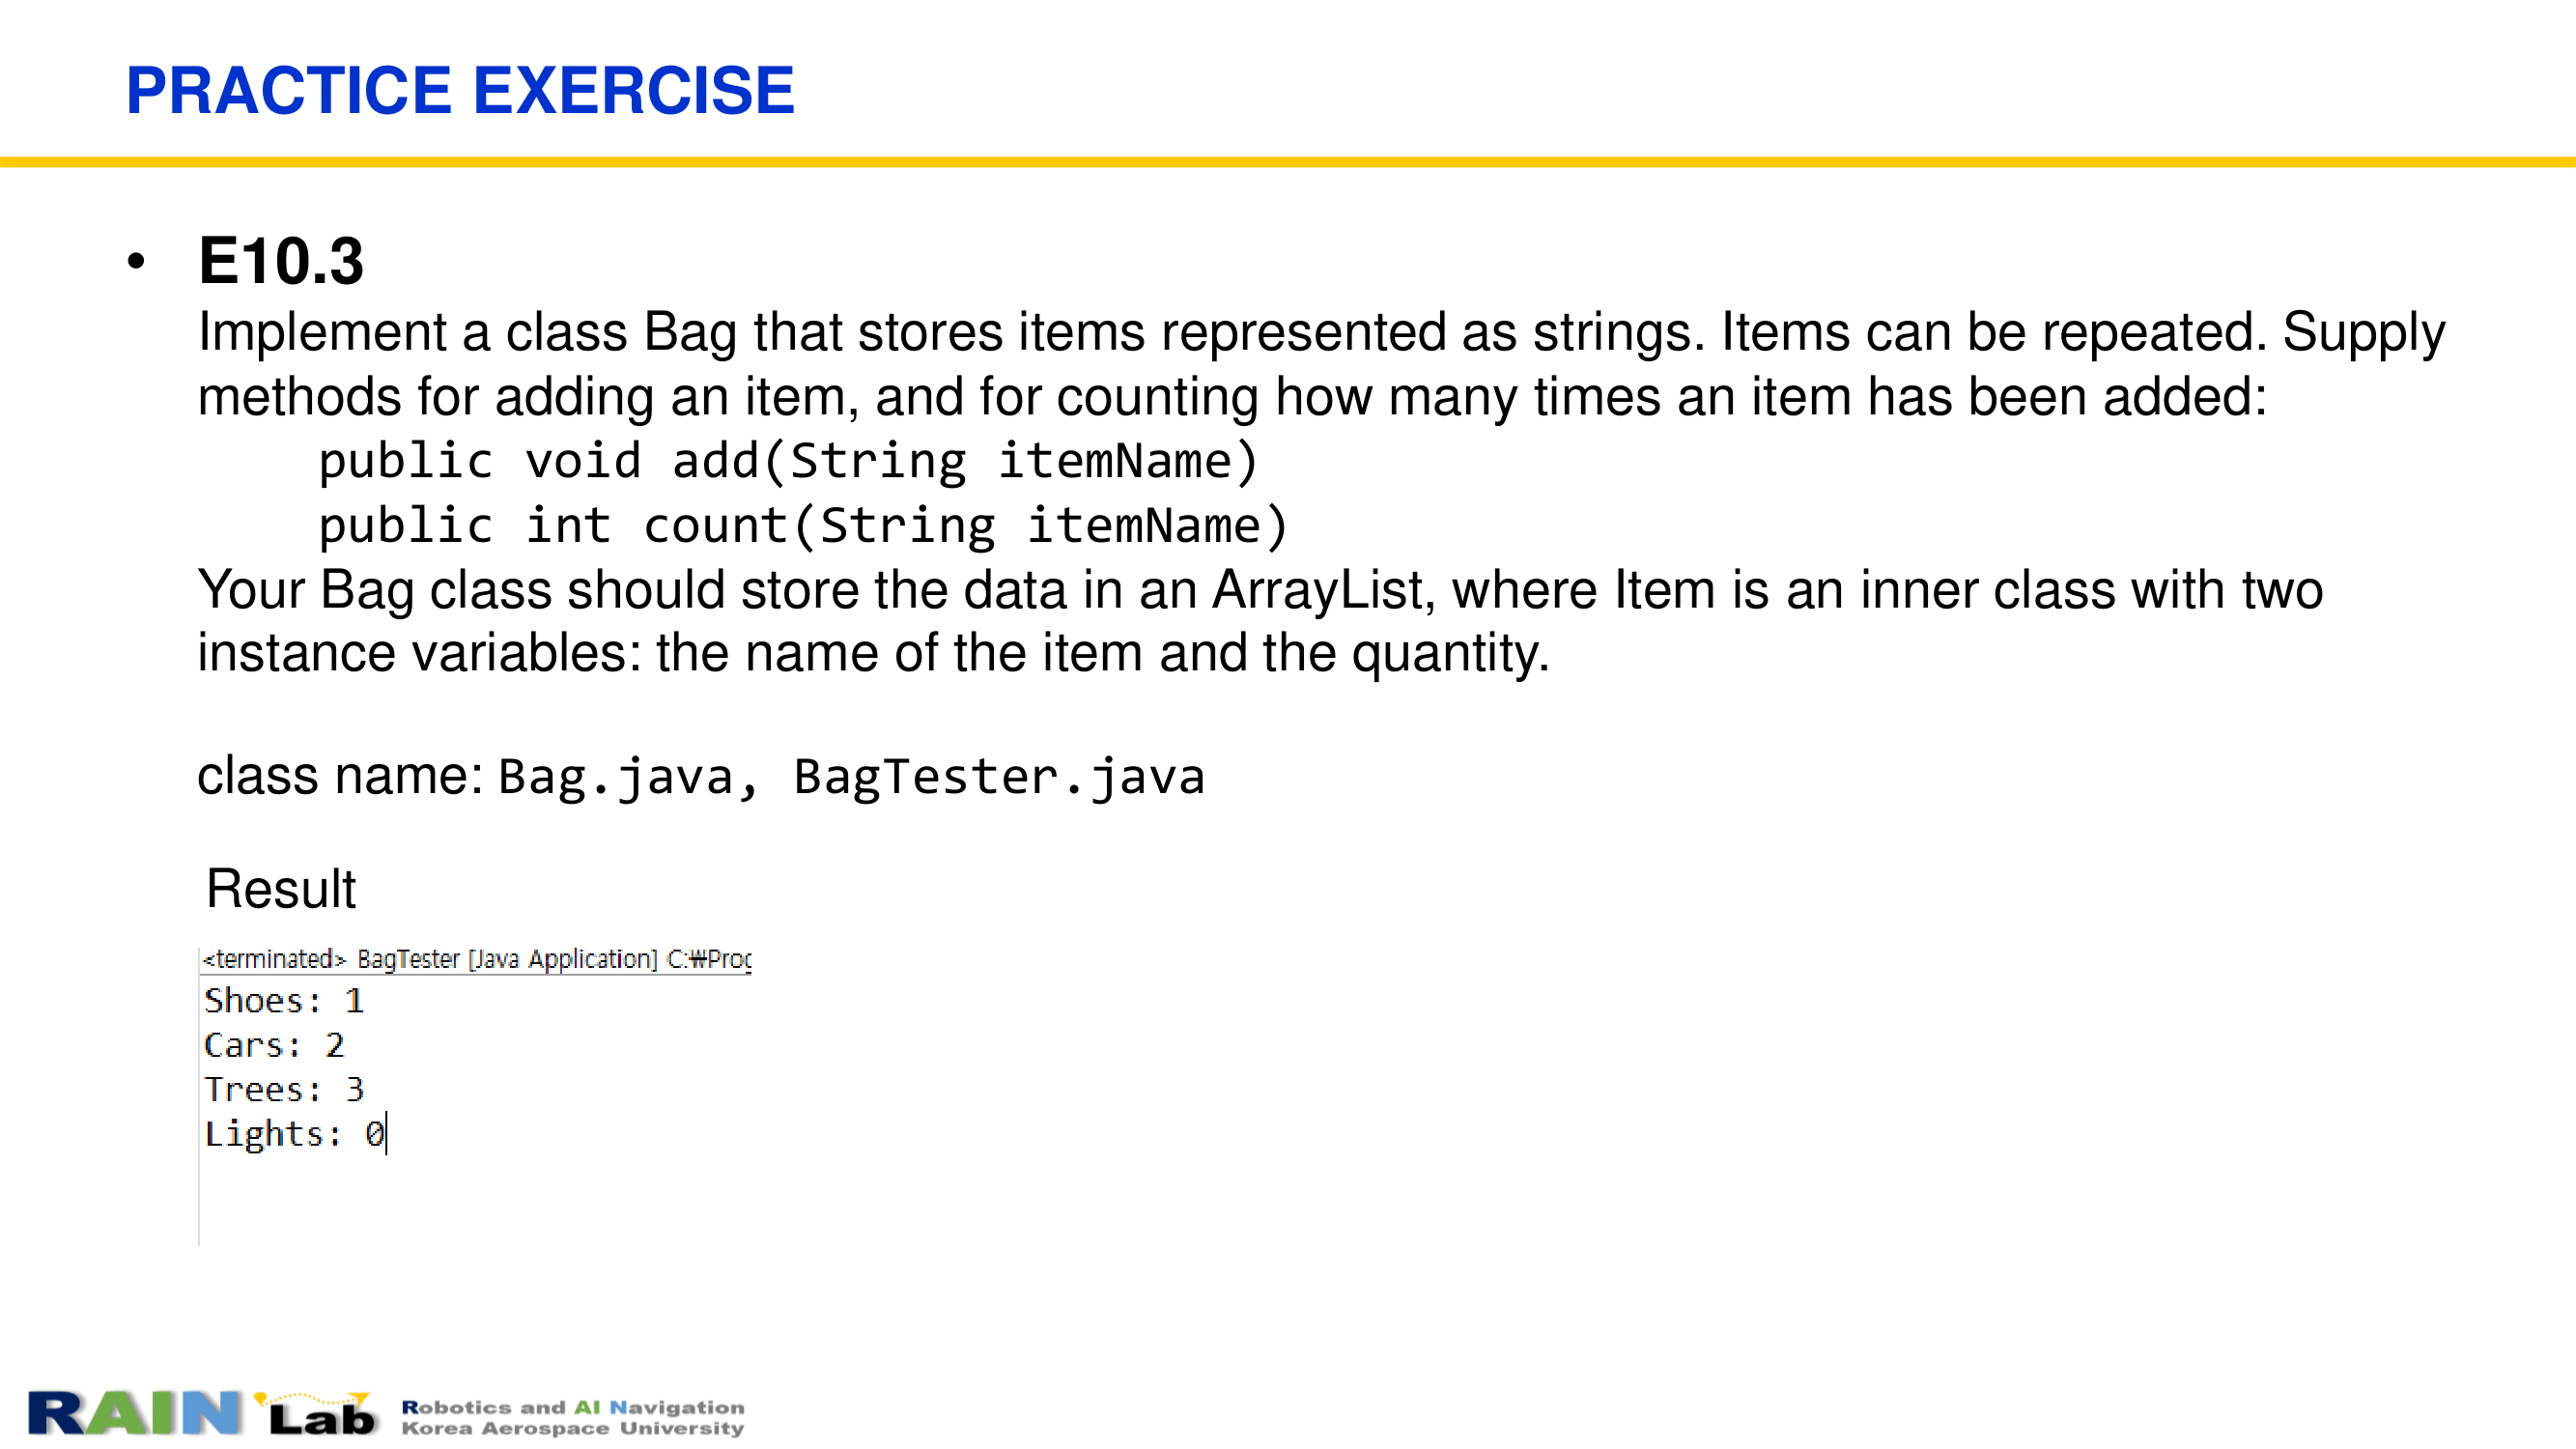 PRACTICE EXERCISE
• E10.3
Implement a class Bag that stores items represented as strings. Items can be repeated. Supply
methods for adding an item, and for counting how many times an item has been added:
public void add(String itemName)
public int count(String itemName)
Your Bag class should store the data in an ArrayList, where Item is an inner class with two
instance variables: the name of the item and the quantity.
class name: Bag.java, BagTester.java
Result
<terminated> BagTester [Java Application] C:₩Prog
Shoes: 1
Cars: 2
Trees: 3
Lights: 0
RAIN Lab Robotics and AI Navigation
Korea Aerospace University